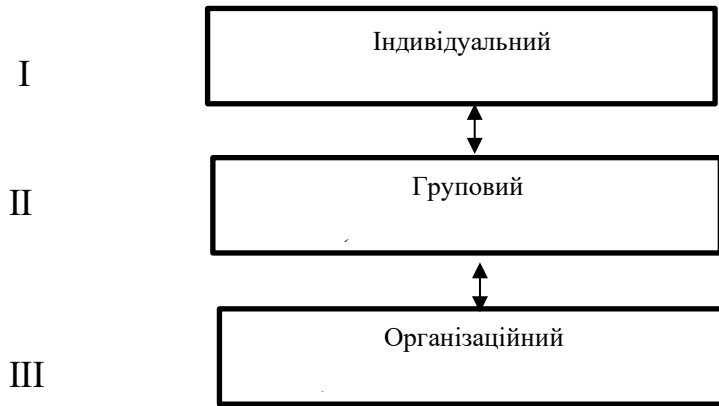 Індивідуальний
I
Груповий
II
Організаційний
III